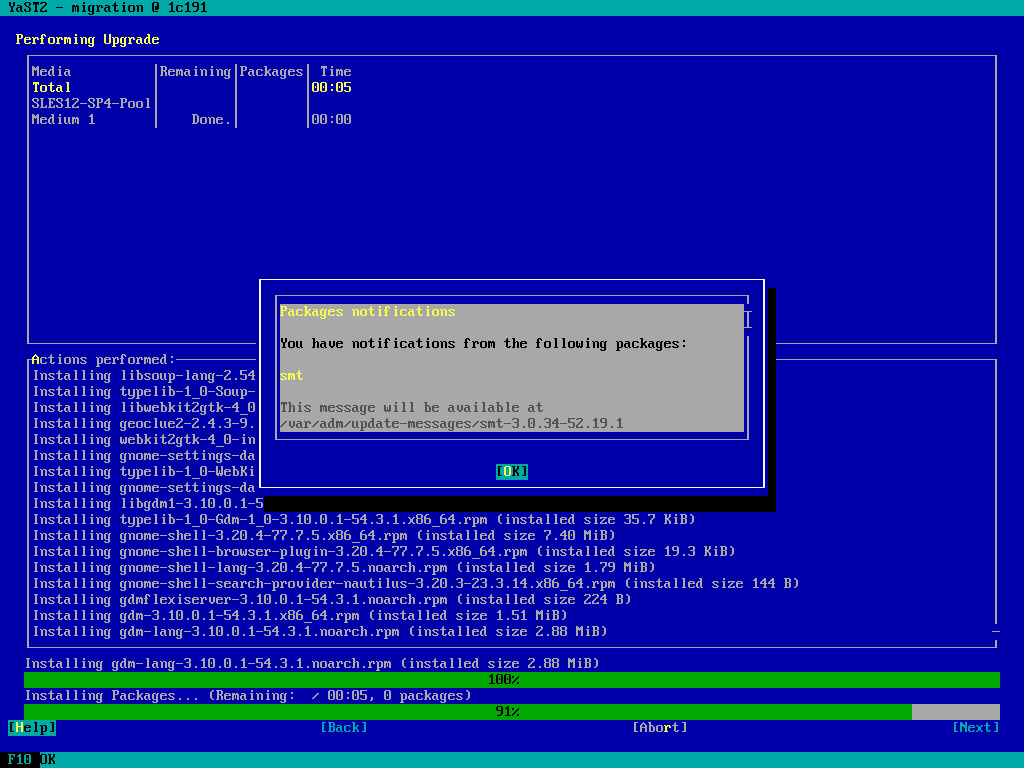 YaST2 - migration @ 1c191
Performing Upgrade
Media |Remaining|Packages| Time
Total 00:05
SLES12-SP4-Pool
Medium 1 Done. 00:00
Packages notifications
You have notifications from the following packages:
smt
This message will be available at
/var/adm/update-messages/smt-3.0.34-52.19.1
[OK]
Actions performed:
Installing libsoup-lang-2.54
Installing typelib-1_0-Soup-
Installing libwebkit2gtk-4_0
Installing geoclue2-2.4.3-9.
Installing webkit2gtk-4_0-in
Installing gnome-settings-da
Installing typelib-1_0-WebKi
Installing gnome-settings-da
Installing libgdm1-3.10.0.1-5
Installing typelib-1_0-Gdm-1_0-3.10.0.1-54.3.1.x86_64.rpm (installed size 35.7 KiB)
Installing gnome-shell-3.20.4-77.7.5.x86_64.rpm (installed size 7.40 MiB)
Installing gnome-shell-browser-plugin-3.20.4-77.7.5.x86_64.rpm (installed size 19.3 KiB)
Installing gnome-shell-lang-3.20.4-77.7.5.noarch.rpm (installed size 1.79 MiB)
Installing gnome-shell-search-provider-nautilus-3.20.3-23.3.14.x86_64.rpm (installed size 144 B)
Installing gdmflexiserver-3.10.0.1-54.3.1.noarch.rpm (installed size 224 B)
Installing gdm-3.10.0.1-54.3.1.x86_64.rpm (installed size 1.51 MiB)
Installing gdm-lang-3.10.0.1-54.3.1.noarch.rpm (installed size 2.88 MiB)
Installing gdm-lang-3.10.0.1-54.3.1.noarch.rpm (installed size 2.88 MiB)
100%
Installing Packages... (Remaining:  / 00:05, 0 packages)
91%
[Help] [Back] [Abort] [Next]
F10 OK